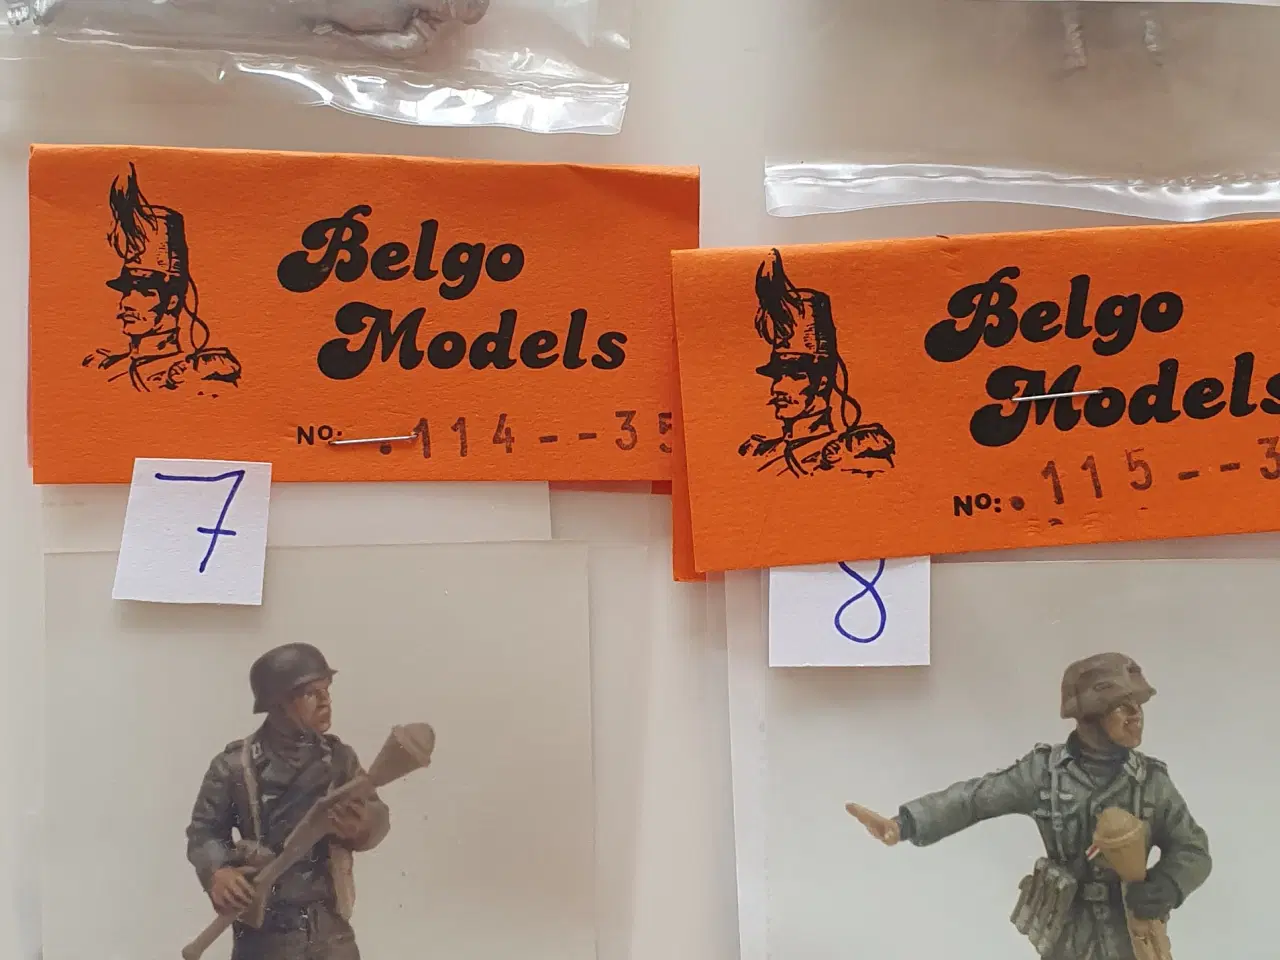 Belgo
Models
NO: .114--35
7
Belgo
Models
NO: .115--3
8